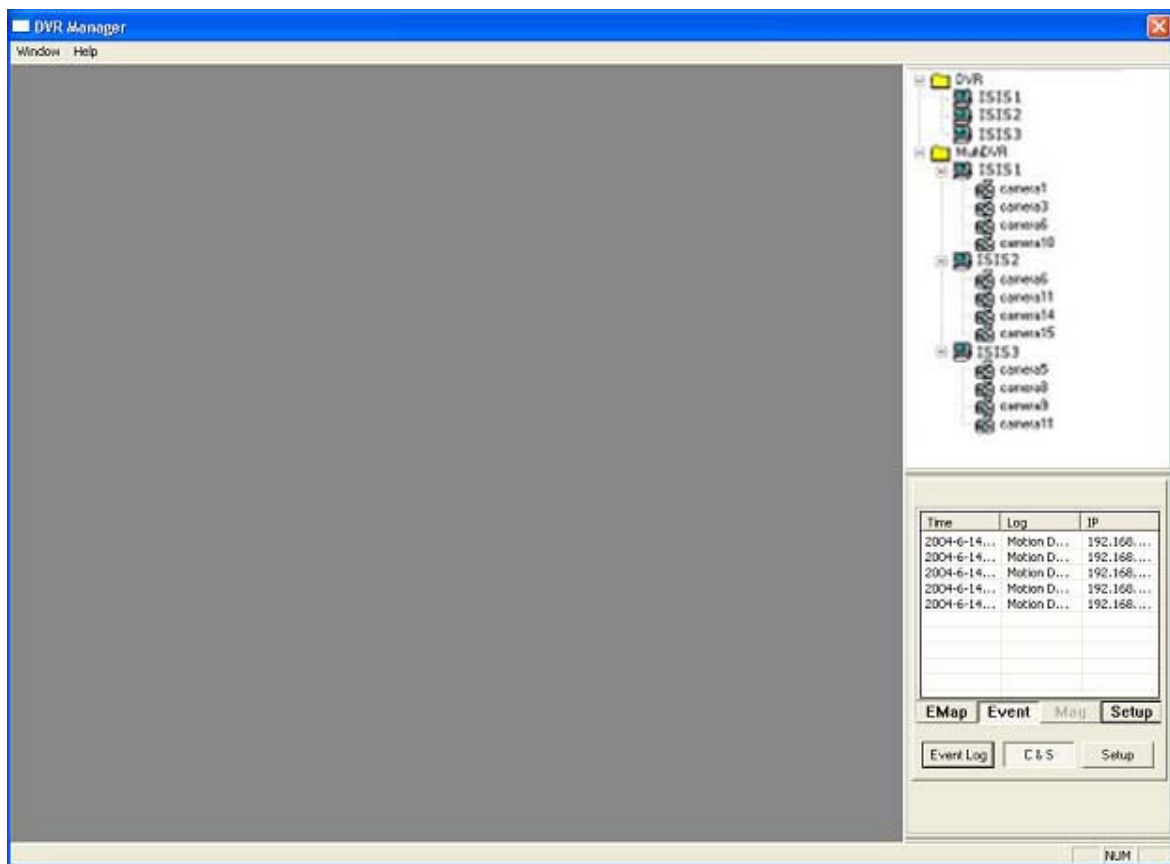 DVR Manager
Window Help
DVR
ISIS1
ISIS2
ISIS3
MultiDVR
ISIS1
camera1
camera3
camera6
camera10
ISIS2
camera6
camera11
camera14
camera15
ISIS3
camera5
camera8
camera9
camera11
Time Log IP
2004-6-14... Motion D... 192.168....
2004-6-14... Motion D... 192.168....
2004-6-14... Motion D... 192.168....
2004-6-14... Motion D... 192.168....
2004-6-14... Motion D... 192.168....
EMap Event Mag Setup
Event Log C & S Setup
NUM